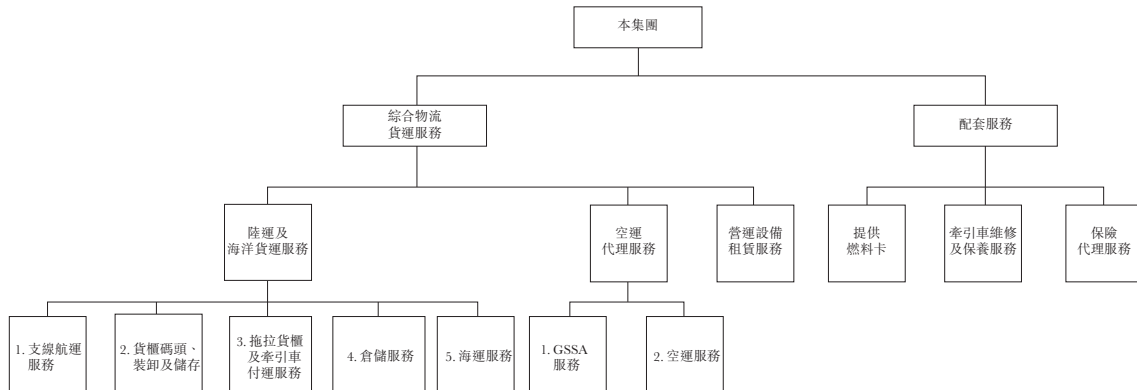 本集團
綜合物流
貨運服務
配套服務
陸運及
海洋貨運服務
空運
代理服務
營運設備
租賃服務
提供
燃料卡
牽引車維修
及保養服務
保險
代理服務
1. 支線航運
服務
2. 貨櫃碼頭、
裝卸及儲存
3. 拖拉貨櫃
及牽引車
付運服務
4. 倉儲服務
5. 海運服務
1. GSSA
服務
2. 空運服務